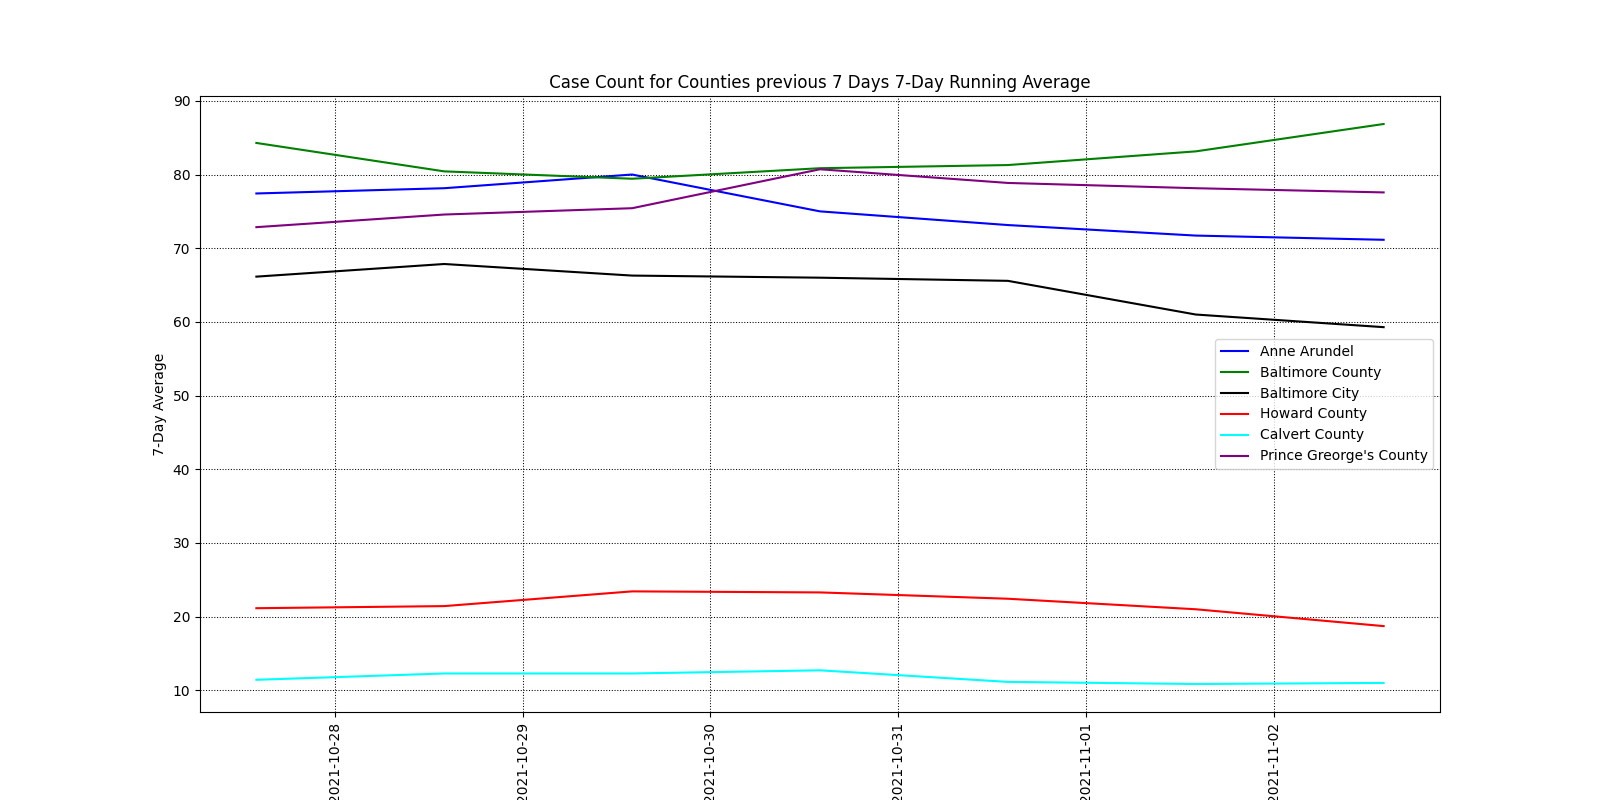 Case Count for Counties previous 7 Days 7-Day Running Average
90
80
70
60
50
40
30
20
10
7-Day Average
Anne Arundel
Baltimore County
Baltimore City
Howard County
Calvert County
Prince Greorge's County
2021-10-28
2021-10-29
2021-10-30
2021-10-31
2021-11-01
2021-11-02